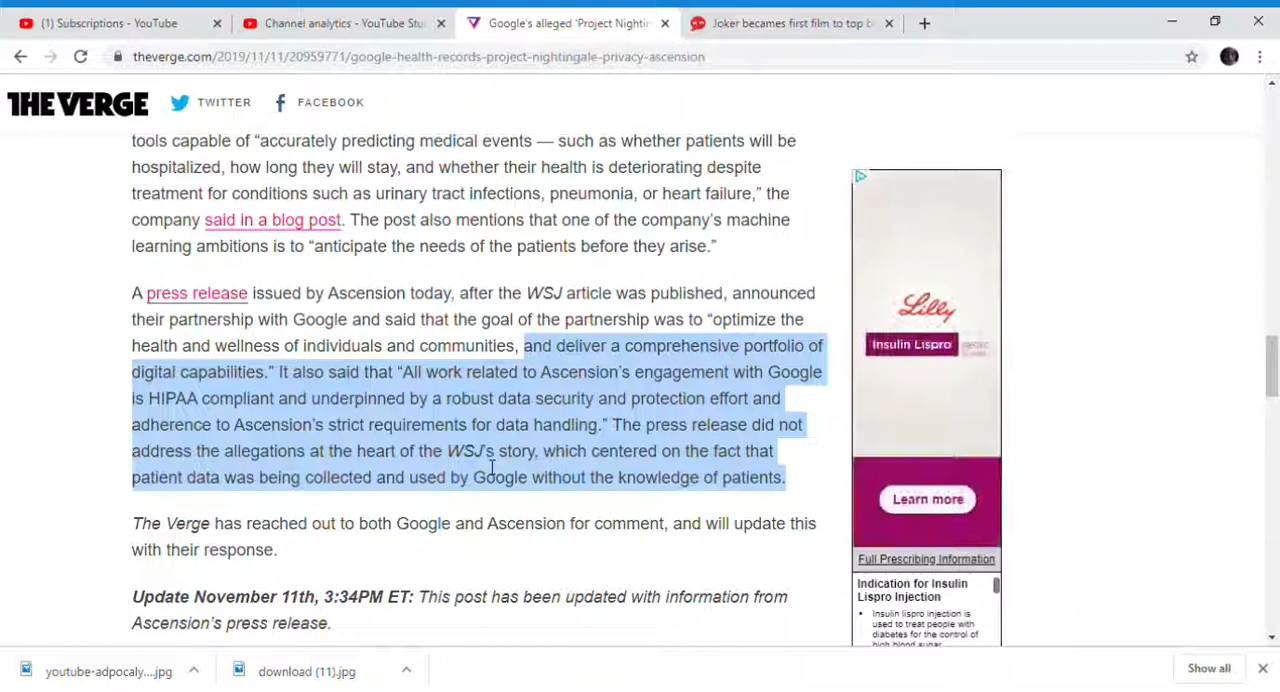 (1) Subscriptions - YouTube
Channel analytics - YouTube Stu
Google's alleged 'Project Nightin
Joker becames first film to top b
theverge.com/2019/11/11/20959771/google-health-records-project-nightingale-privacy-ascension
THE VERGE TWITTER FACEBOOK
tools capable of “accurately predicting medical events — such as whether patients will be
hospitalized, how long they will stay, and whether their health is deteriorating despite
treatment for conditions such as urinary tract infections, pneumonia, or heart failure,” the
company said in a blog post. The post also mentions that one of the company’s machine
learning ambitions is to “anticipate the needs of the patients before they arise.”
A press release issued by Ascension today, after the WSJ article was published, announced
their partnership with Google and said that the goal of the partnership was to “optimize the
health and wellness of individuals and communities, and deliver a comprehensive portfolio of
digital capabilities.” It also said that “All work related to Ascension’s engagement with Google
is HIPAA compliant and underpinned by a robust data security and protection effort and
adherence to Ascension’s strict requirements for data handling.” The press release did not
address the allegations at the heart of the WSJ’s story, which centered on the fact that
patient data was being collected and used by Google without the knowledge of patients.
The Verge has reached out to both Google and Ascension for comment, and will update this
with their response.
Update November 11th, 3:34PM ET: This post has been updated with information from
Ascension’s press release.
Lilly
Insulin Lispro
Learn more
Full Prescribing Information
Indication for Insulin
Lispro Injection
• Insulin lispro injection is
used to treat people with
diabetes for the control of
high blood sugar
youtube-adpocaly....jpg
download (11).jpg
Show all